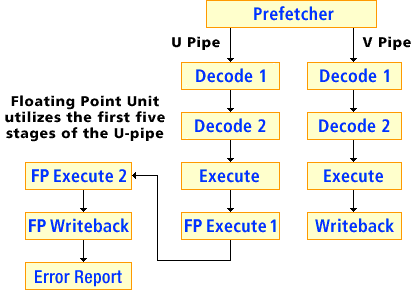 Prefetcher
U Pipe
V Pipe
Decode 1
Decode 1
Floating Point Unit
utilizes the first five
stages of the U-pipe
Decode 2
Decode 2
FP Execute 2
Execute
Execute
FP Writeback
FP Execute 1
Writeback
Error Report